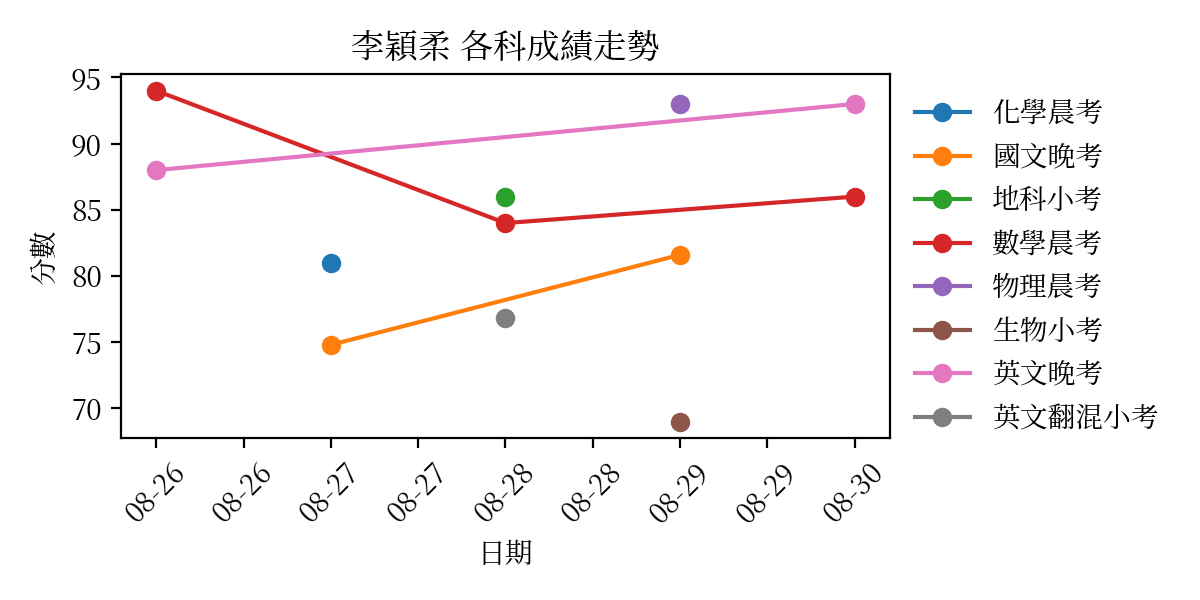 李穎柔 各科成績走勢
95
90
85
80
75
70
分數
08-26
08-26
08-27
08-27
08-28
08-28
08-29
08-29
08-30
日期
化學晨考
國文晚考
地科小考
數學晨考
物理晨考
生物小考
英文晚考
英文翻混小考